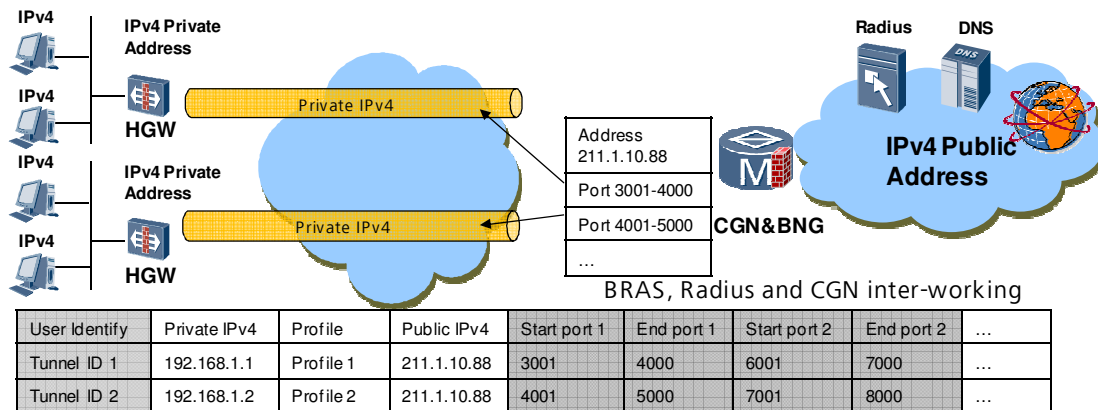 IPv4
IPv4 Private
Address
IPv4
HGW
Private IPv4
IPv4
IPv4 Private
Address
IPv4
HGW
Private IPv4
Address
211.1.10.88
Port 3001-4000
Port 4001-5000
…
M
CGN&BNG
Radius
DNS
DNS
IPv4 Public
Address
BRAS, Radius and CGN inter-working
User Identify Private IPv4 Profile Public IPv4 Start port 1 End port 1 Start port 2 End port 2 …
Tunnel ID 1 192.168.1.1 Profile 1 211.1.10.88 3001 4000 6001 7000 …
Tunnel ID 2 192.168.1.2 Profile 2 211.1.10.88 4001 5000 7001 8000 …